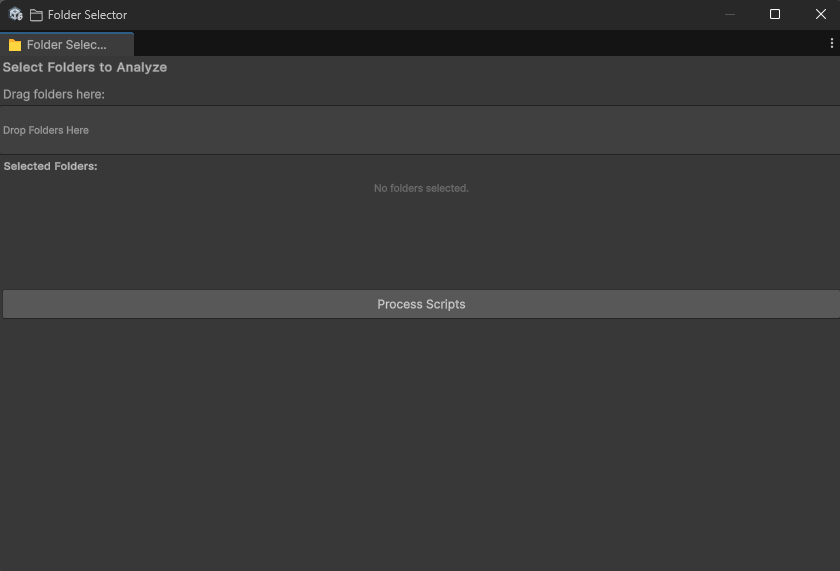 Folder Selector
Folder Selec...
Select Folders to Analyze
Drag folders here:
Drop Folders Here
Selected Folders:
No folders selected.
Process Scripts